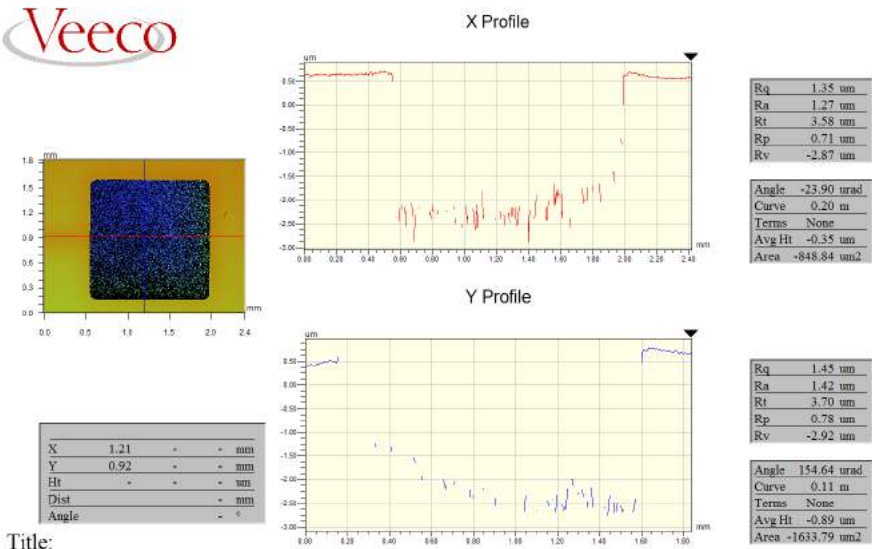 Veeco
X Profile
um
0.50
0.00
-0.50
-1.00
-1.50
-2.00
-2.50
-3.00
0.00 0.20 0.40 0.60 0.80 1.00 1.20 1.40 1.60 1.80 2.00 2.20 2.40
mm
Rq 1.35 um
Ra 1.27 um
Rt 3.58 um
Rp 0.71 um
Rv -2.87 um
Angle -23.90 urad
Curve 0.20 m
Terms None
Avg Ht -0.35 um
Area -848.84 um2
mm
1.8
1.5
1.2
0.9
0.5
0.3
0.0
0.0 0.5 1.0 1.5 2.0 2.4
mm
Y Profile
um
0.50
0.00
-0.50
-1.00
-1.50
-2.00
-2.50
-3.00
0.00 0.20 0.40 0.60 0.80 1.00 1.20 1.40 1.60 1.80
mm
Rq 1.45 um
Ra 1.42 um
Rt 3.70 um
Rp 0.78 um
Rv -2.92 um
Angle 154.64 urad
Curve 0.11 m
Terms None
Avg Ht -0.89 um
Area -1633.79 um2
X 1.21 - - mm
Y 0.92 - - mm
Ht - - - um
Dist - mm
Angle - °
Title: